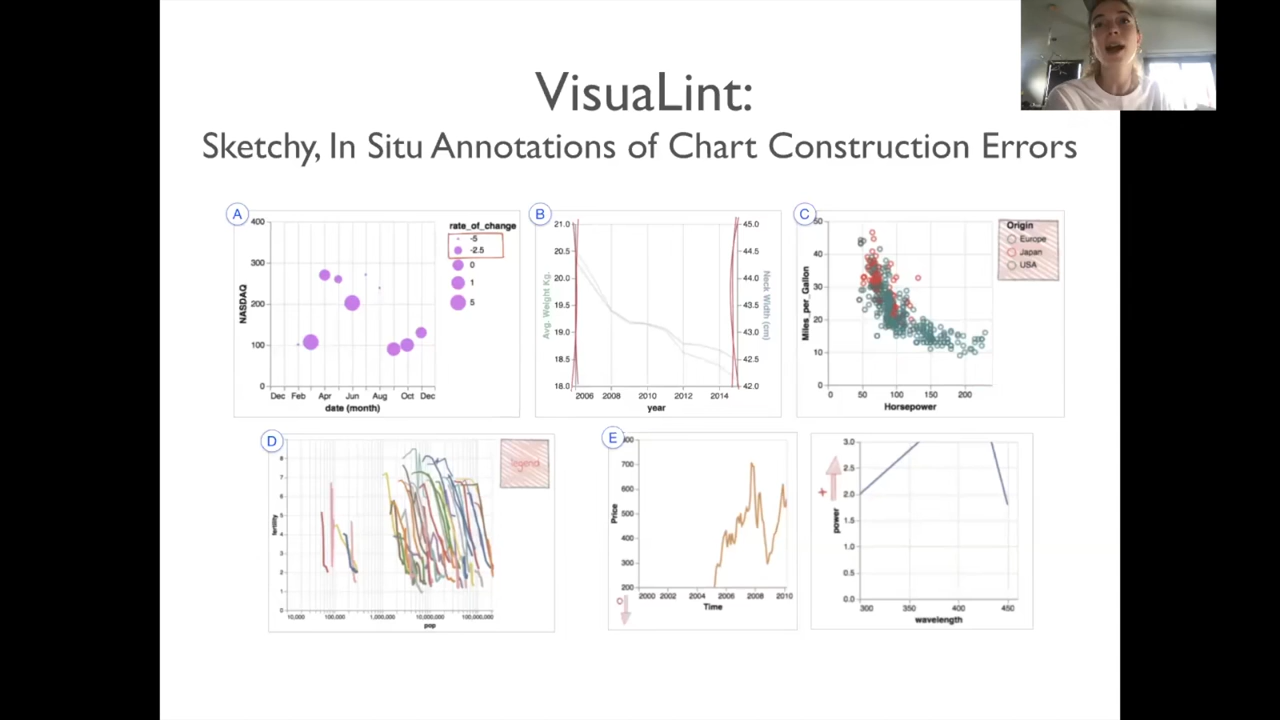 VisuaLint:
Sketchy, In Situ Annotations of Chart Construction Errors
A
400
300
200
100
0
NASDAQ
Dec Feb Apr Jun Aug Oct Dec
date (month)
rate_of_change
-5
-2.5
0
1
5
B
21.0
20.5
20.0
19.5
19.0
18.5
18.0
Avg. Weight Kg.
2006 2008 2010 2012 2014
year
45.0
44.5
44.0
43.5
43.0
42.5
42.0
Neck Width (cm)
C
50
40
30
20
10
0
Miles_per_Gallon
0 50 100 150 200
Horsepower
Origin
Europe
Japan
USA
D
8
7
6
5
4
3
2
1
0
fertility
10,000 100,000 1,000,000 10,000,000 100,000,000
pop
legend
E
800
700
600
500
400
300
200
Price
0
2000 2002 2004 2006 2008 2010
Time
3.0
2.5
2.0
1.5
1.0
0.5
0.0
+
power
300 350 400 450
wavelength